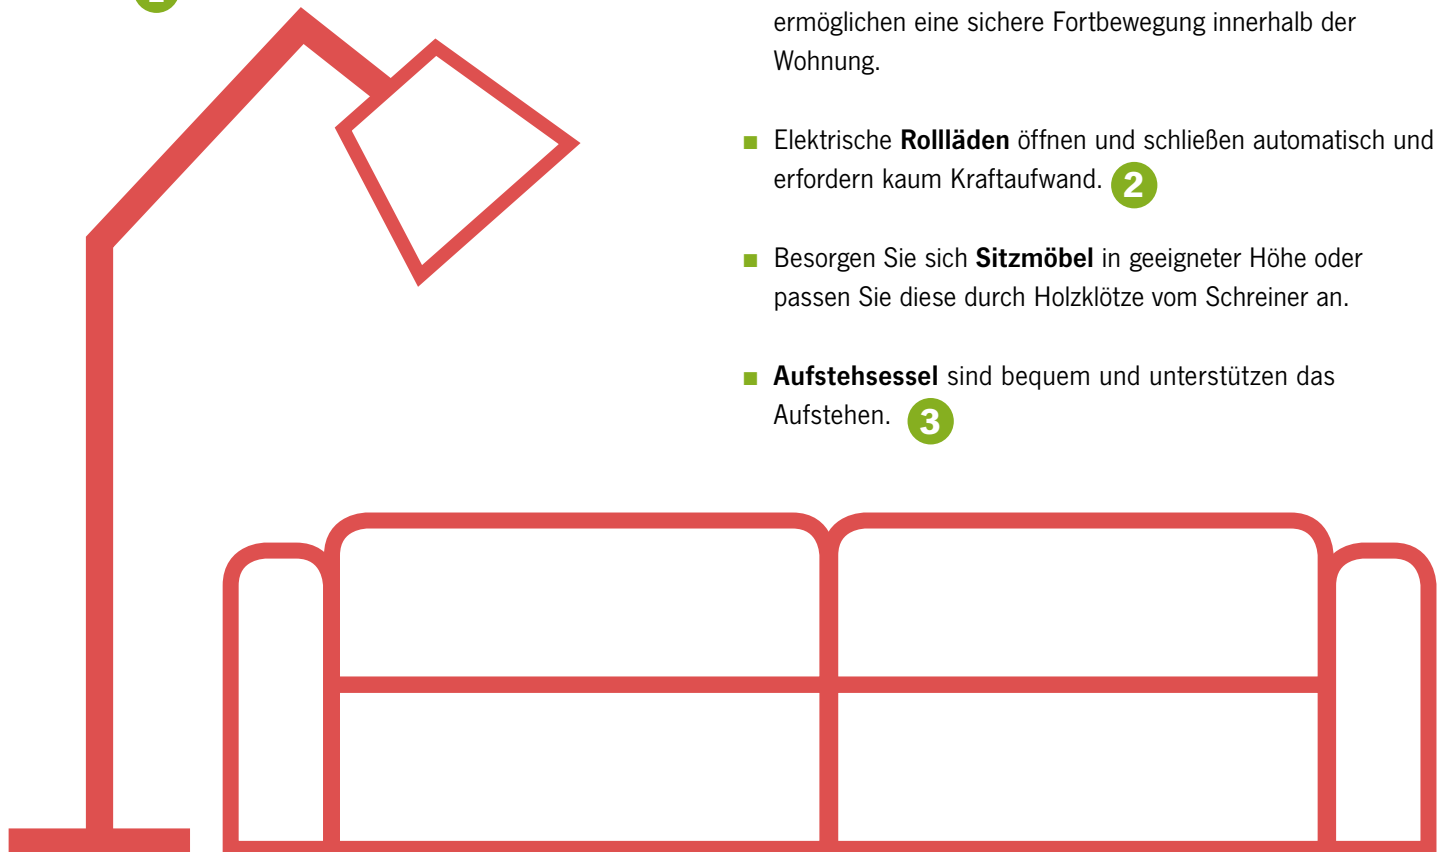 ermöglichen eine sichere Fortbewegung innerhalb der
Wohnung.
■ Elektrische Rollläden öffnen und schließen automatisch und
erfordern kaum Kraftaufwand. 2
■ Besorgen Sie sich Sitzmöbel in geeigneter Höhe oder
passen Sie diese durch Holzklötze vom Schreiner an.
■ Aufstehsessel sind bequem und unterstützen das
Aufstehen. 3